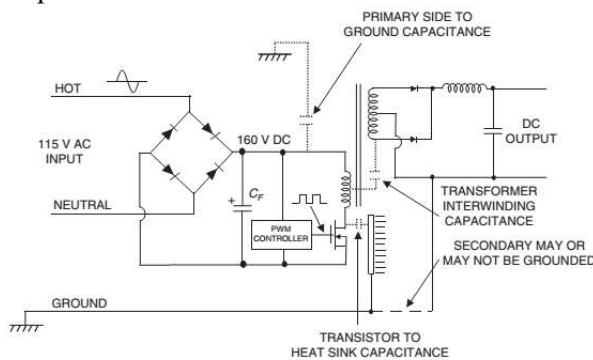 PRIMARY SIDE TO
GROUND CAPACITANCE
HOT
115 V AC
INPUT
160 V DC
DC
OUTPUT
+ CF
NEUTRAL
PWM
CONTROLLER
TRANSFORMER
INTERWINDING
CAPACITANCE
SECONDARY MAY OR
MAY NOT BE GROUNDED
GROUND
TRANSISTOR TO
HEAT SINK CAPACITANCE